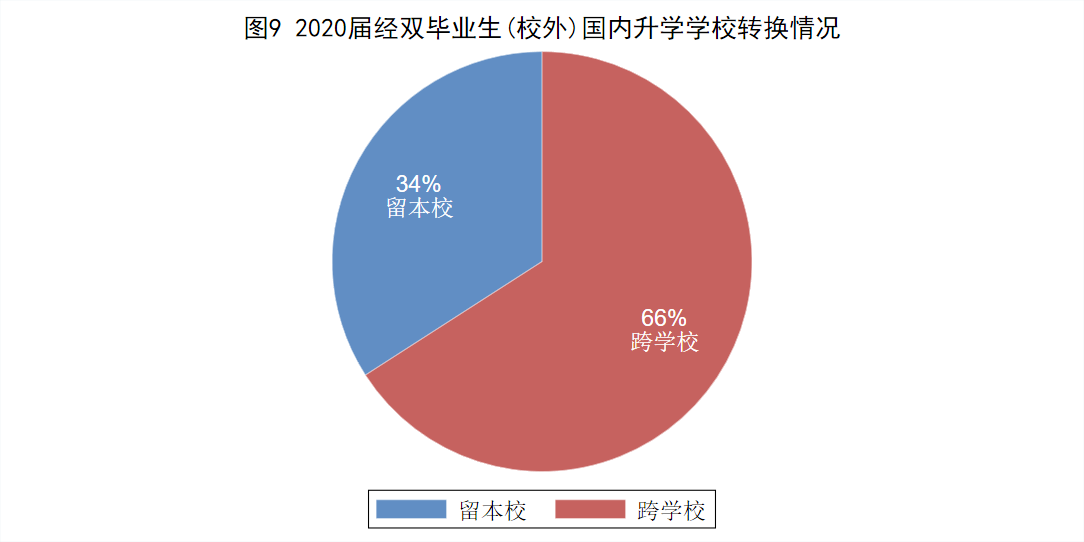 图9 2020届经双毕业生(校外)国内升学学校转换情况
34%
留本校
66%
跨学校
留本校 跨学校